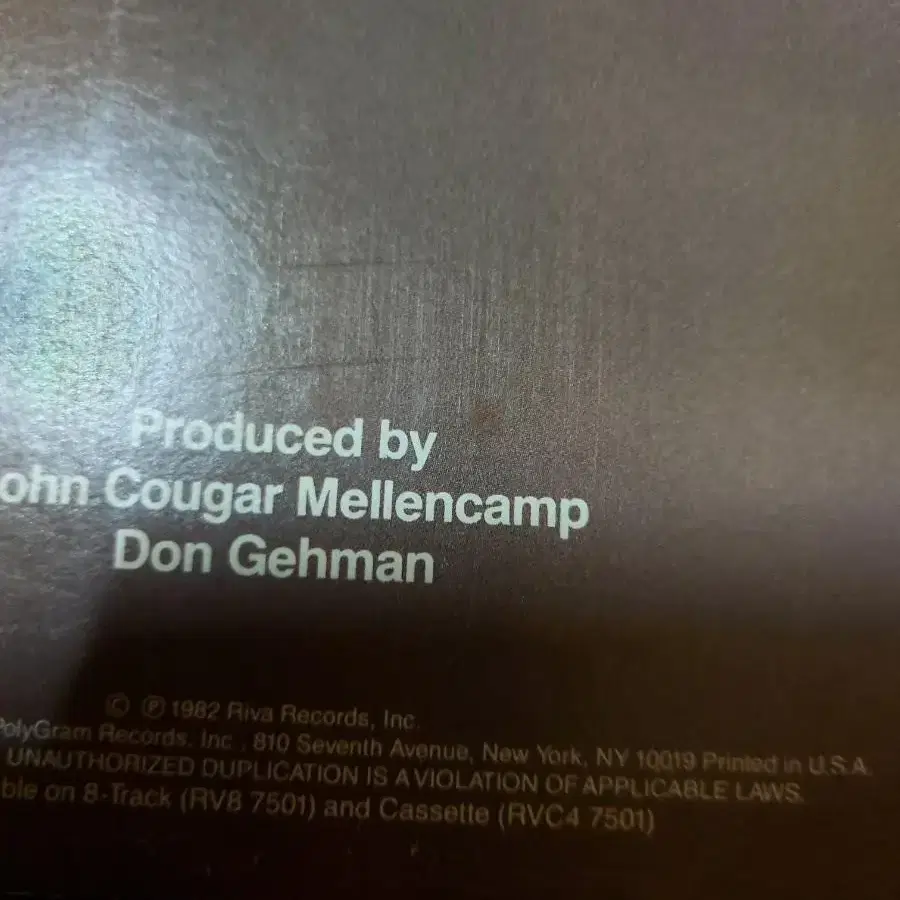 Produced by
ohn Cougar Mellencamp
Don Gehman
© ℗ 1982 Riva Records, Inc.
PolyGram Records, Inc., 810 Seventh Avenue, New York, NY 10019 Printed in U.S.A.
UNAUTHORIZED DUPLICATION IS A VIOLATION OF APPLICABLE LAWS.
ble on 8-Track (RV8 7501) and Cassette (RVC4 7501)